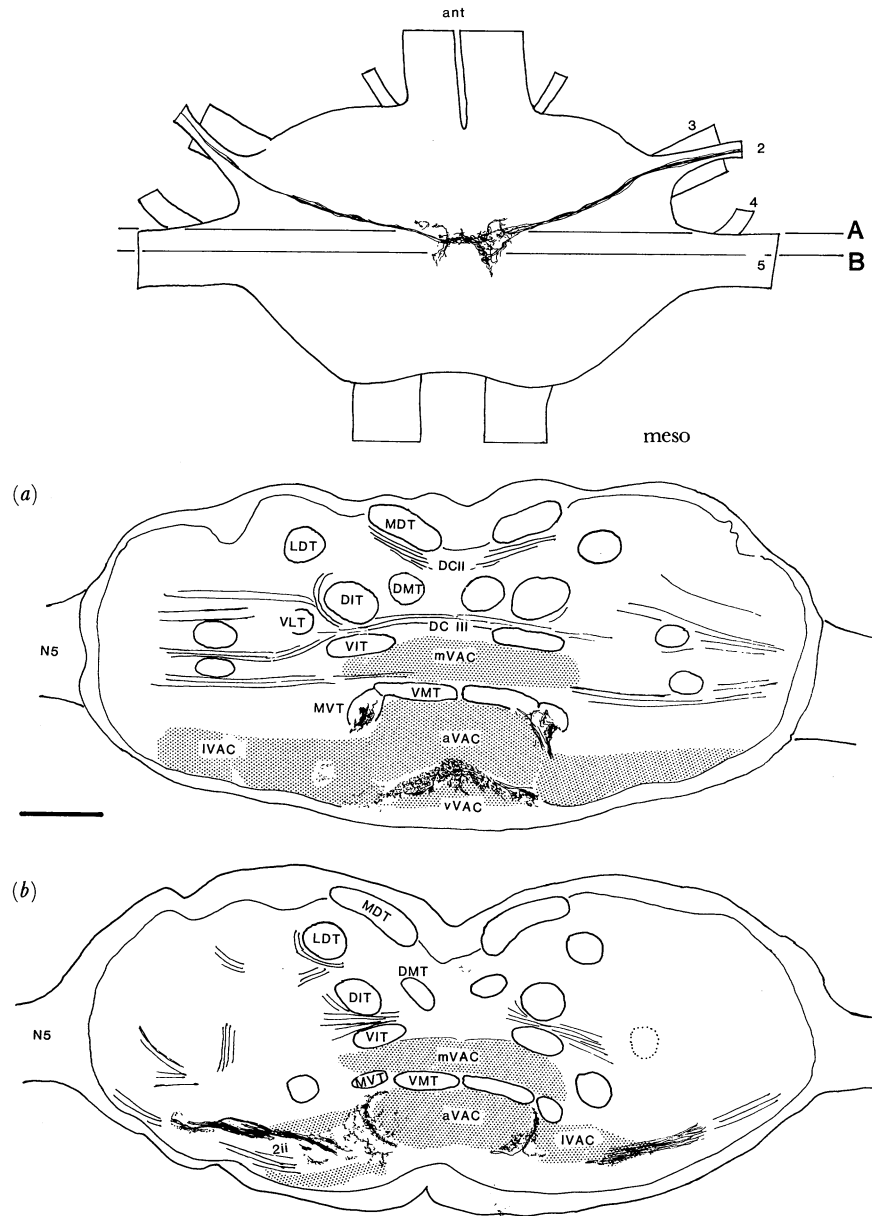 ant
3
2
4
A
5
B
meso
(a)
MDT
LDT
DCII
DIT
DMT
VLT
DC III
N5
VIT
mVAC
VMT
MVT
aVAC
lVAC
vVAC
(b)
MDT
LDT
DMT
DIT
N5
VIT
mVAC
MVT
VMT
aVAC
lVAC
2ii